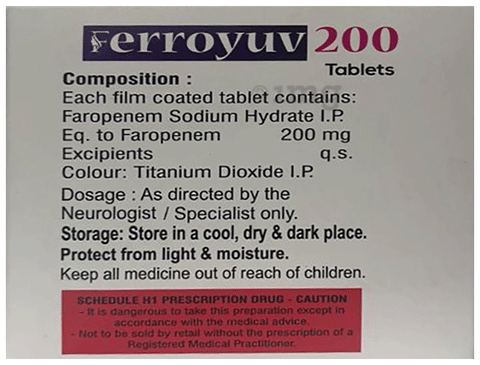 Ferroyuv 200
Tablets
Composition :
Each film coated tablet contains:
Faropenem Sodium Hydrate I.P.
Eq. to Faropenem 200 mg
Excipients q.s.
Colour: Titanium Dioxide I.P.
Dosage : As directed by the
Neurologist / Specialist only.
Storage: Store in a cool, dry & dark place.
Protect from light & moisture.
Keep all medicine out of reach of children.
SCHEDULE H1 PRESCRIPTION DRUG - CAUTION
- It is dangerous to take this preparation except in
accordance with the medical advice.
- Not to be sold by retail without the prescription of a
Registered Medical Practitioner.